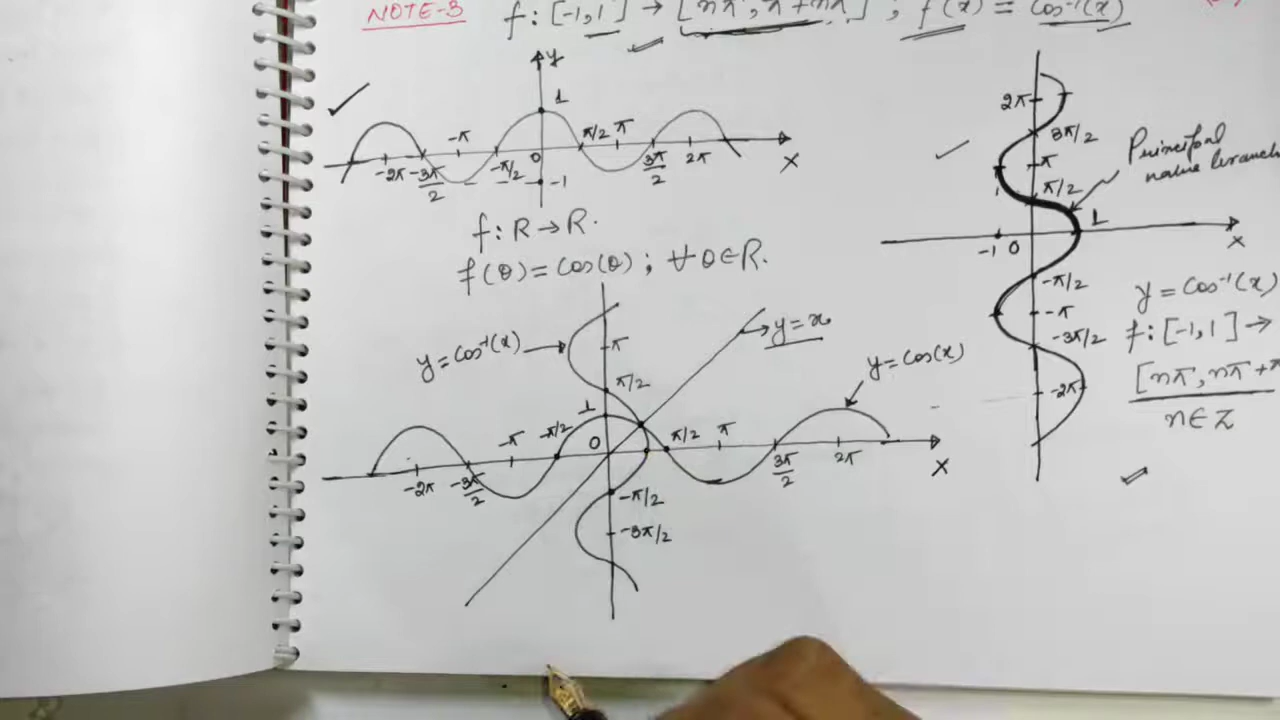 NOTE-3 f : [-1,1] → [nπ, π+nπ] ; f(x) = Cos⁻¹(x)
y
1
-2π -3π/2 -π -π/2 0 π/2 π 3π/2 2π
-1
x
f : R → R.
f(θ) = Cos(θ) ; ∀ θ ∈ R.
y = Cos⁻¹(x)
y = x
y = Cos(x)
π
π/2
1
-2π -3π/2 -π -π/2 0 π/2 π 3π/2 2π
x
-π/2
-3π/2
2π
3π/2
π
π/2
Principal
value branch
-1 0 1
x
-π/2
-π
-3π/2
-2π
y = Cos⁻¹(x)
f : [-1,1] →
[nπ, nπ+π
n ∈ Z